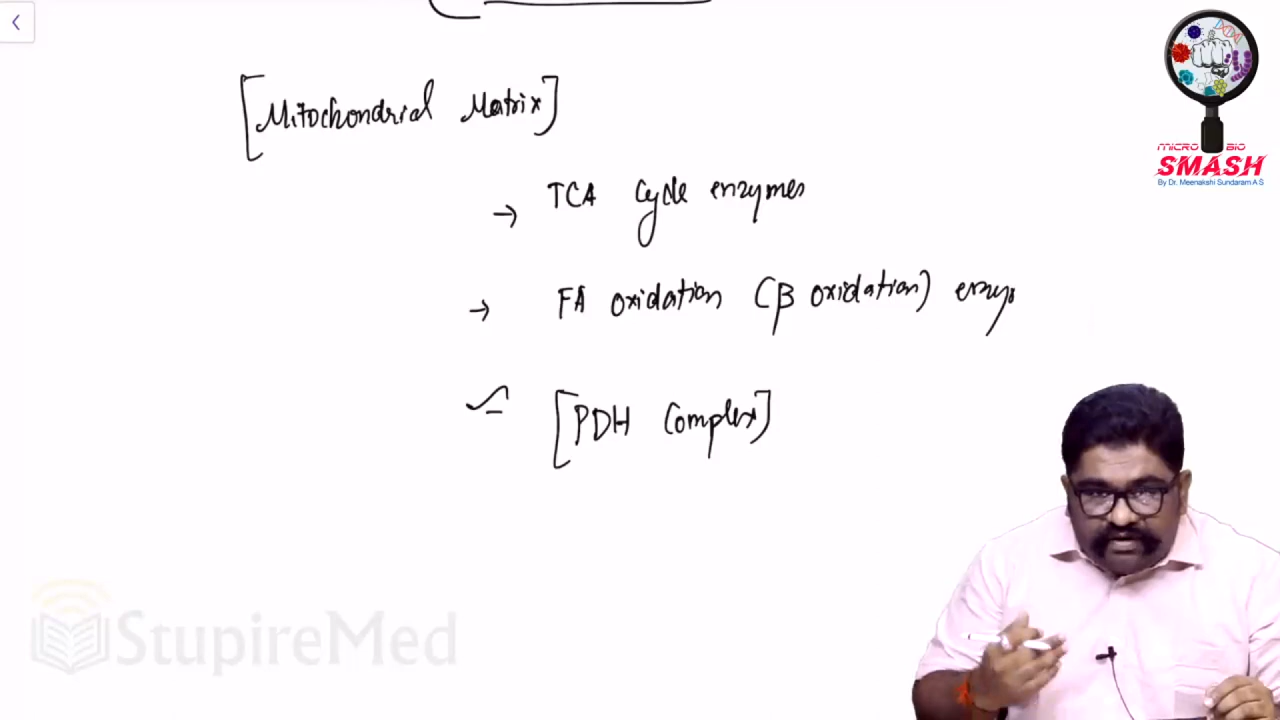 [Mitochondrial Matrix]
→ TCA Cycle enzymes
→ FA oxidation (β oxidation) enzy
[PDH Complex]
MICRO BIO
SMASH
By Dr. Meenakshi Sundaram A S
StupireMed